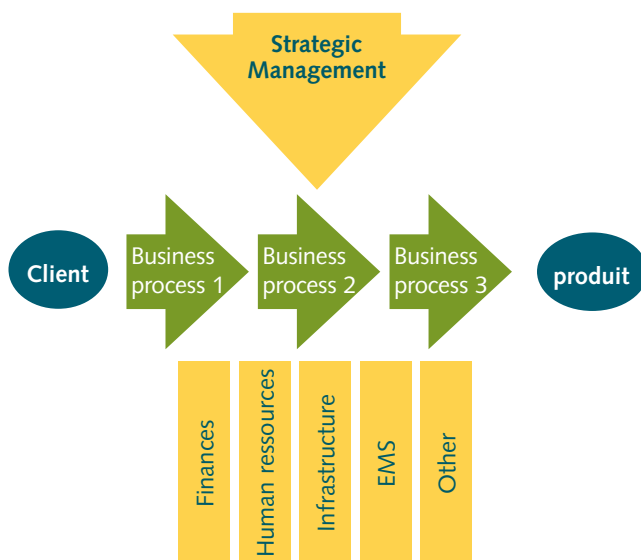 Strategic
Management
Client
Business
process 1
Business
process 2
Business
process 3
produit
Finances
Human ressources
Infrastructure
EMS
Other